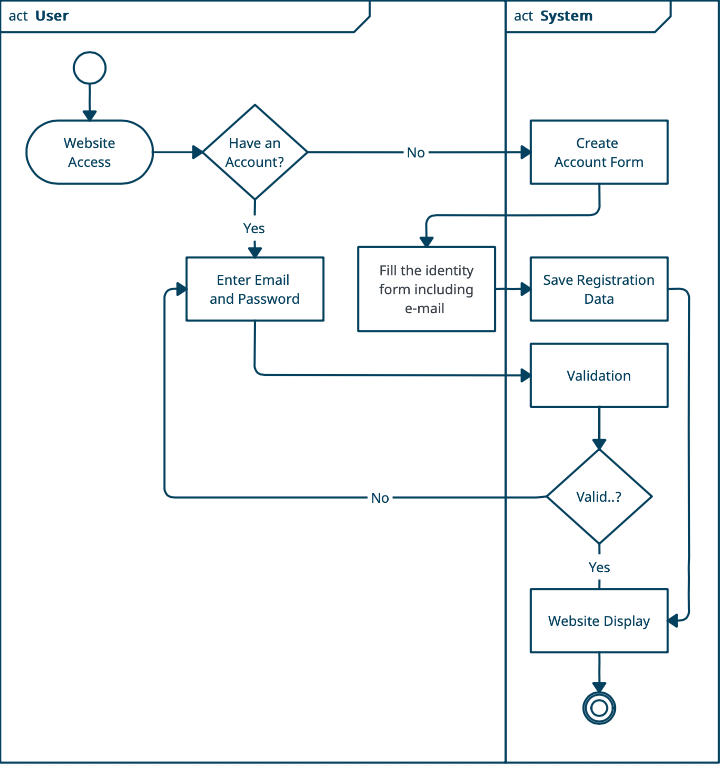 act User
act System
Website
Access
Have an
Account?
No
Create
Account Form
Yes
Enter Email
and Password
Fill the identity
form including
e-mail
Save Registration
Data
Validation
Valid..?
No
Yes
Website Display